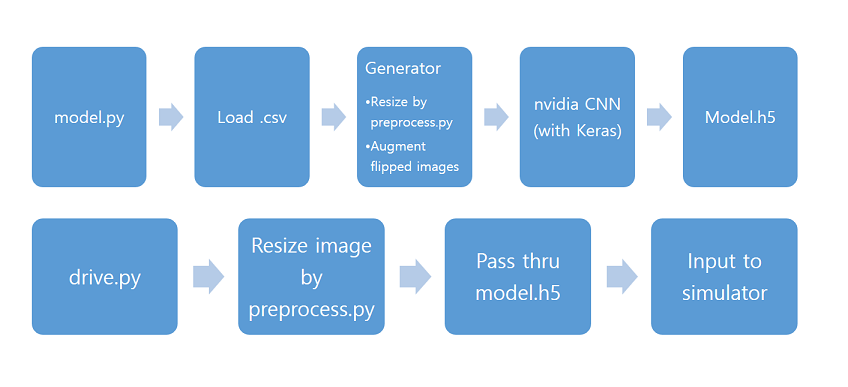 model.py
Load .csv
Generator
•Resize by
preprocess.py
•Augment
flipped images
nvidia CNN
(with Keras)
Model.h5
drive.py
Resize image
by
preprocess.py
Pass thru
model.h5
Input to
simulator